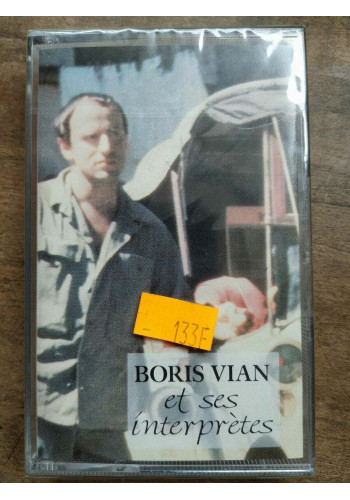 133F
BORIS VIAN
et ses
interprètes